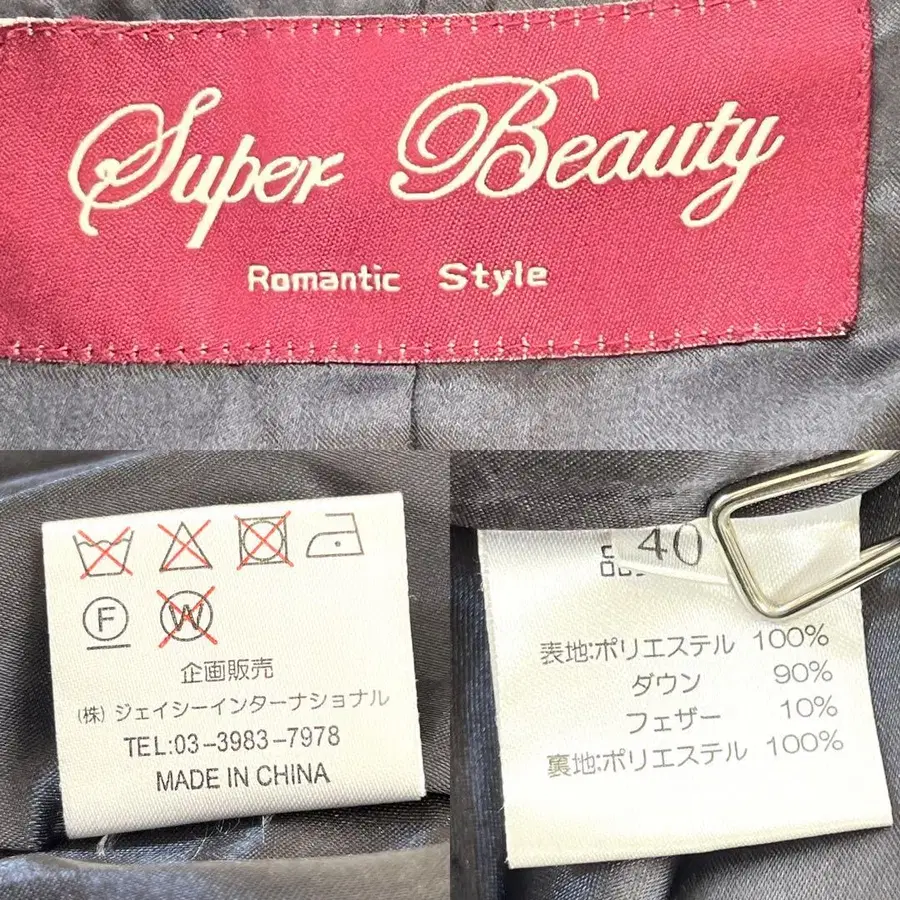 Super Beauty
Romantic Style
F
W
企画販売
(株) ジェイシーインターナショナル
TEL:03-3983-7978
MADE IN CHINA
40
表地:ポリエステル 100%
ダウン 90%
フェザー 10%
裏地:ポリエステル 100%